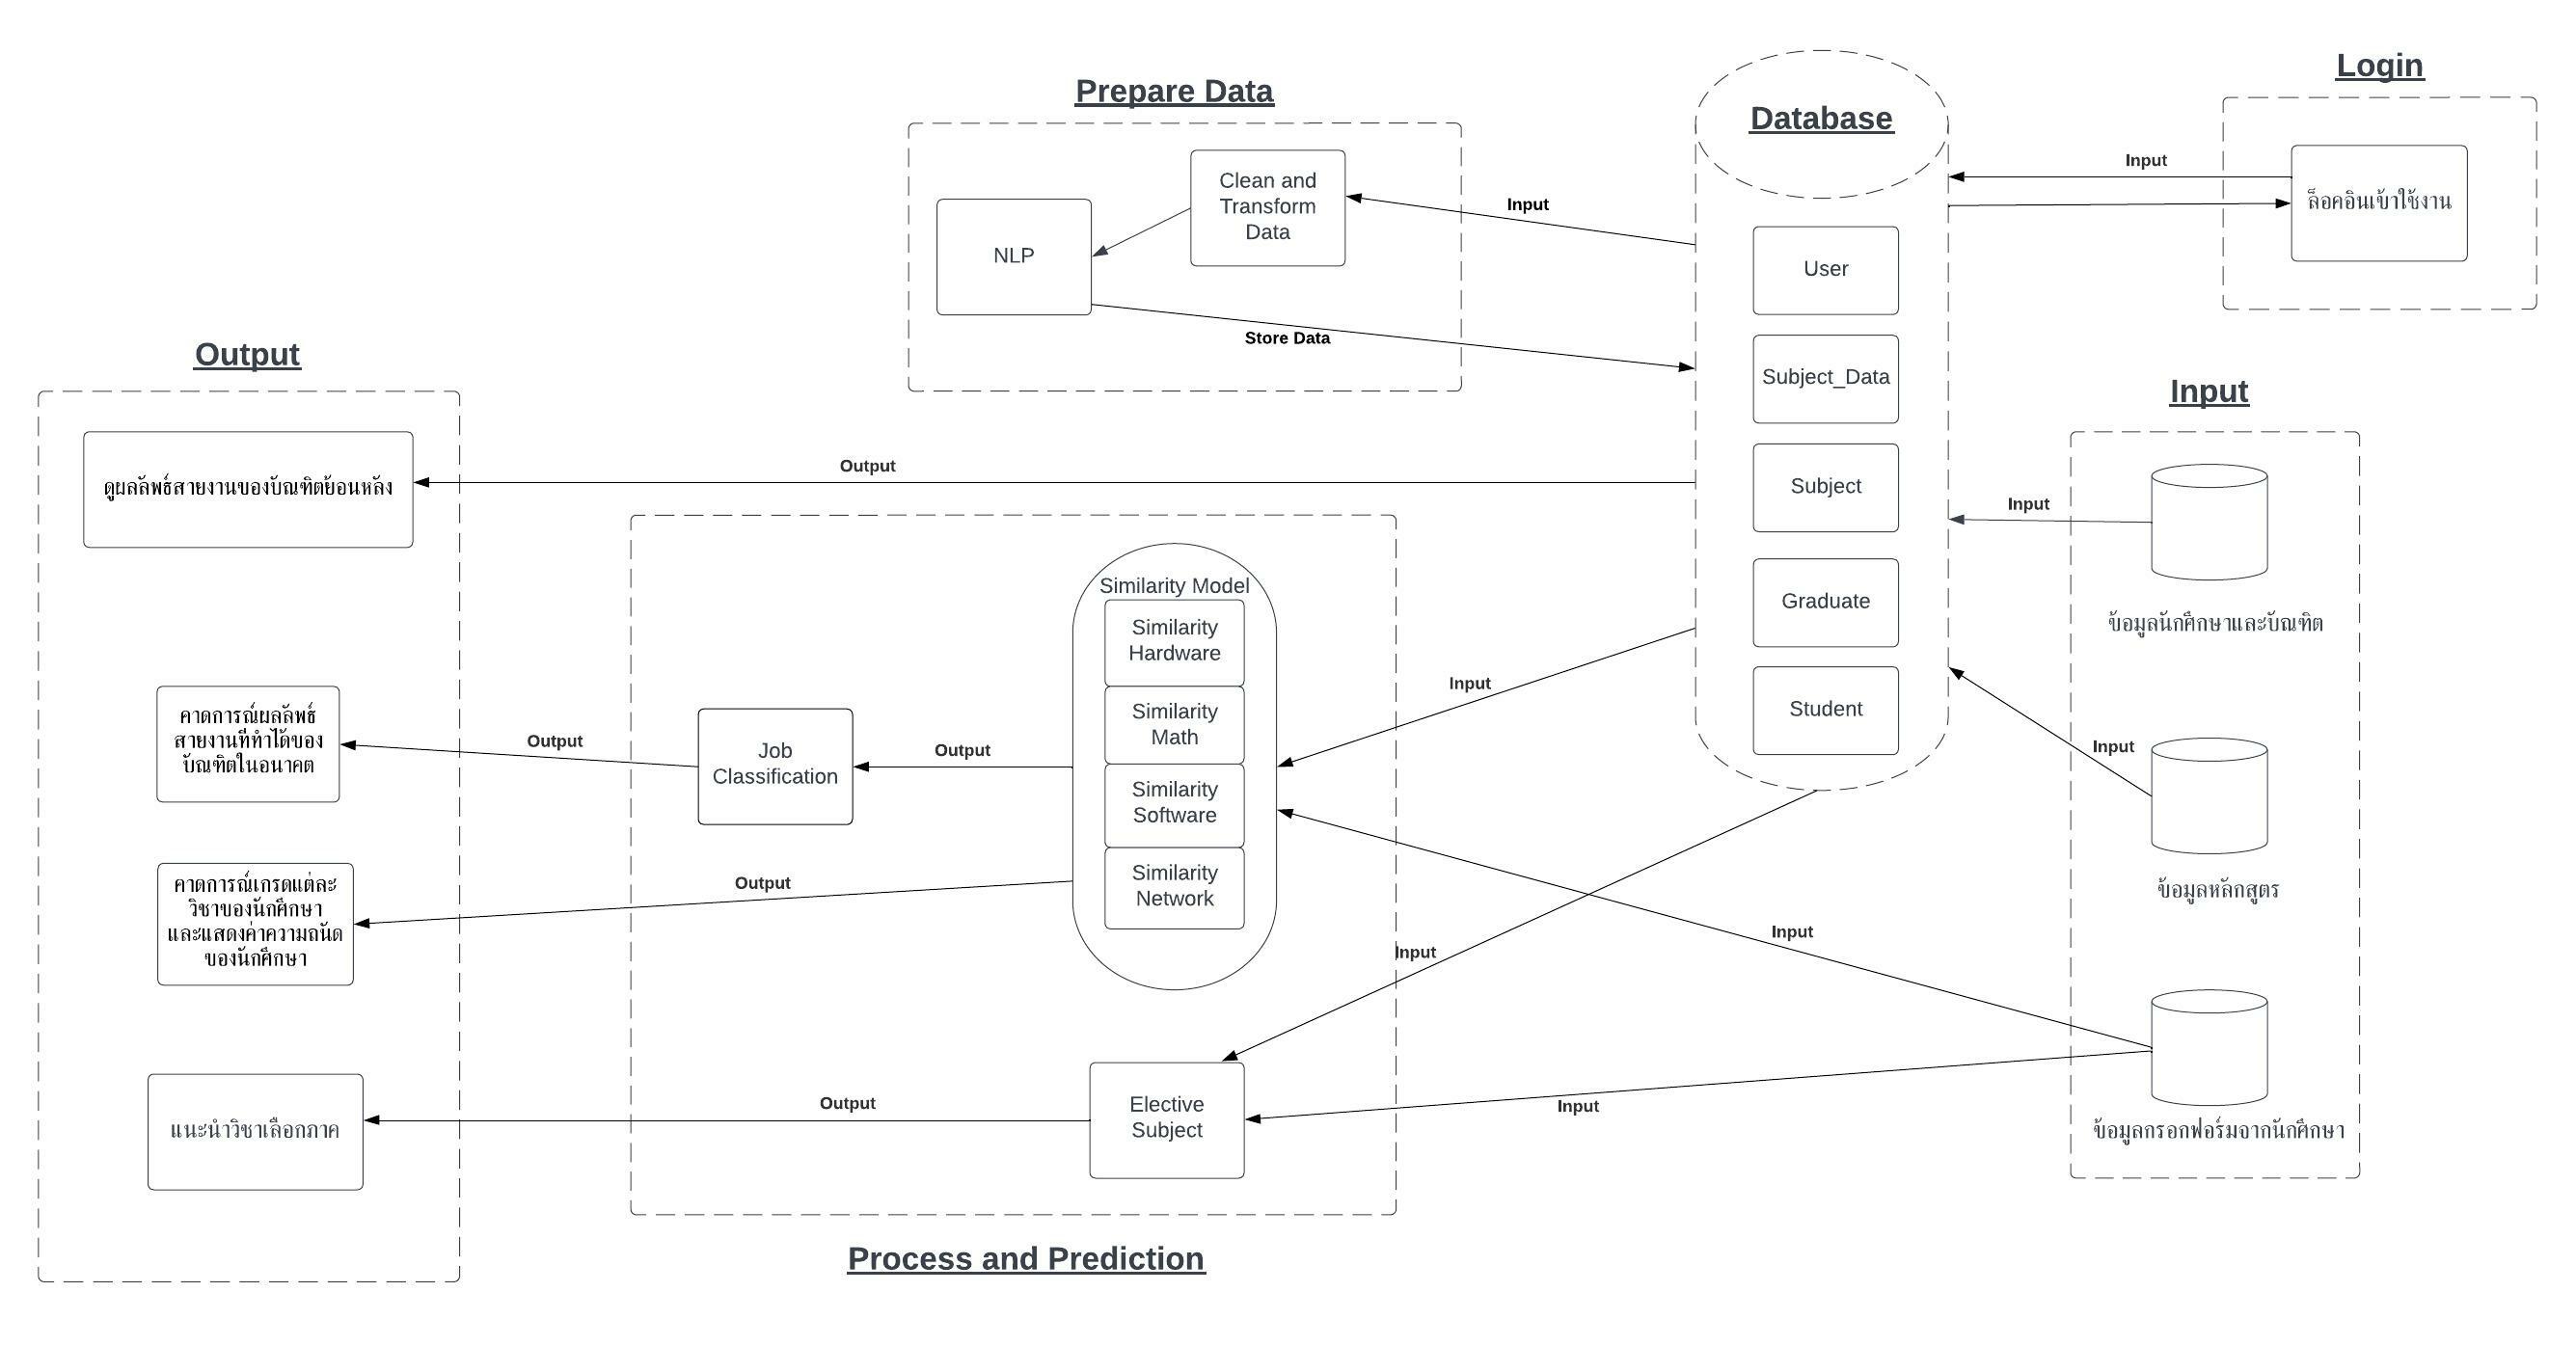 Login
Prepare Data
Database
Input
Clean and
Transform
Data
Input
ล็อคอินเข้าใช้งาน
NLP
User
Store Data
Output
Subject_Data
Input
Output
ดูผลลัพธ์สายงานของบัณฑิตย้อนหลัง
Subject
Input
Similarity Model
Graduate
ข้อมูลนักศึกษาและบัณฑิต
Similarity
Hardware
Input
Similarity
Math
Student
คาดการณ์ผลลัพธ์
สายงานที่ทำได้ของ
บัณฑิตในอนาคต
Output
Job
Classification
Output
Input
Similarity
Software
Output
Similarity
Network
คาดการณ์เกรดแต่ละ
วิชาของนักศึกษา
และแสดงค่าความถนัด
ของนักศึกษา
ข้อมูลหลักสูตร
Input
Input
Output
Elective
Subject
Input
แนะนำวิชาเลือกภาค
ข้อมูลกรอกฟอร์มจากนักศึกษา
Process and Prediction